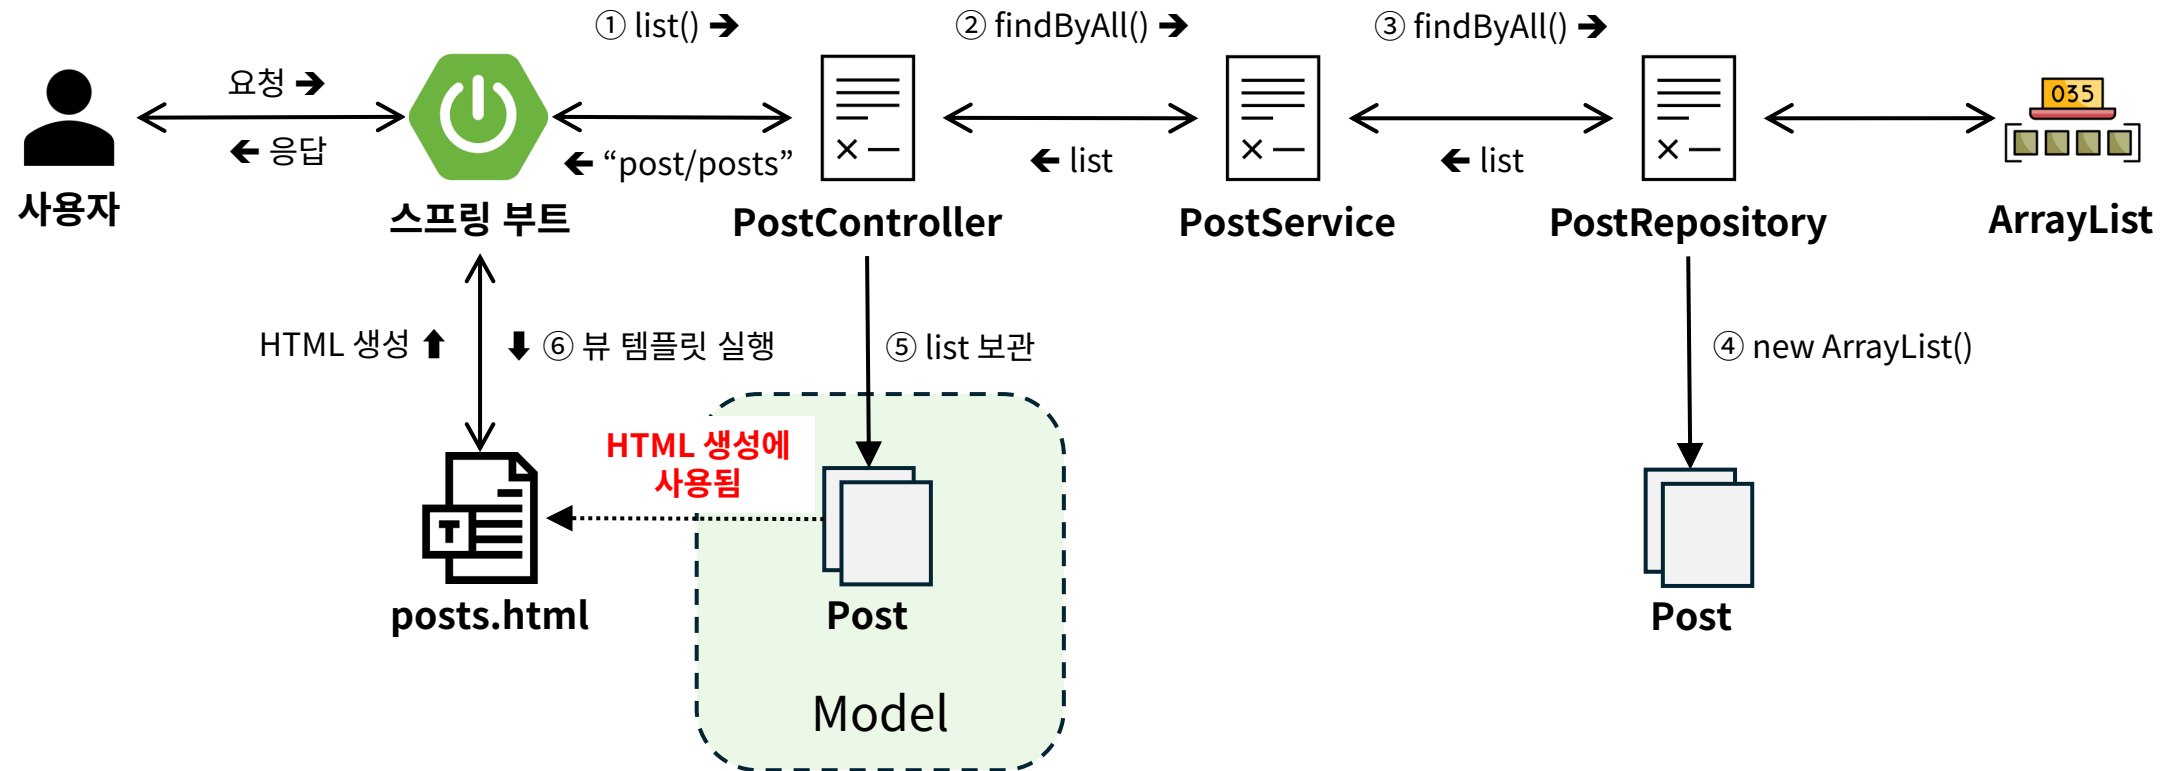 ① list() ➔
② findByAll() ➔
③ findByAll() ➔
요청 ➔
← 응답
← “post/posts”
← list
← list
035
사용자
스프링 부트
PostController
PostService
PostRepository
ArrayList
HTML 생성 ⬆
⬇ ⑥ 뷰 템플릿 실행
⑤ list 보관
④ new ArrayList()
HTML 생성에
사용됨
T
posts.html
Post
Post
Model